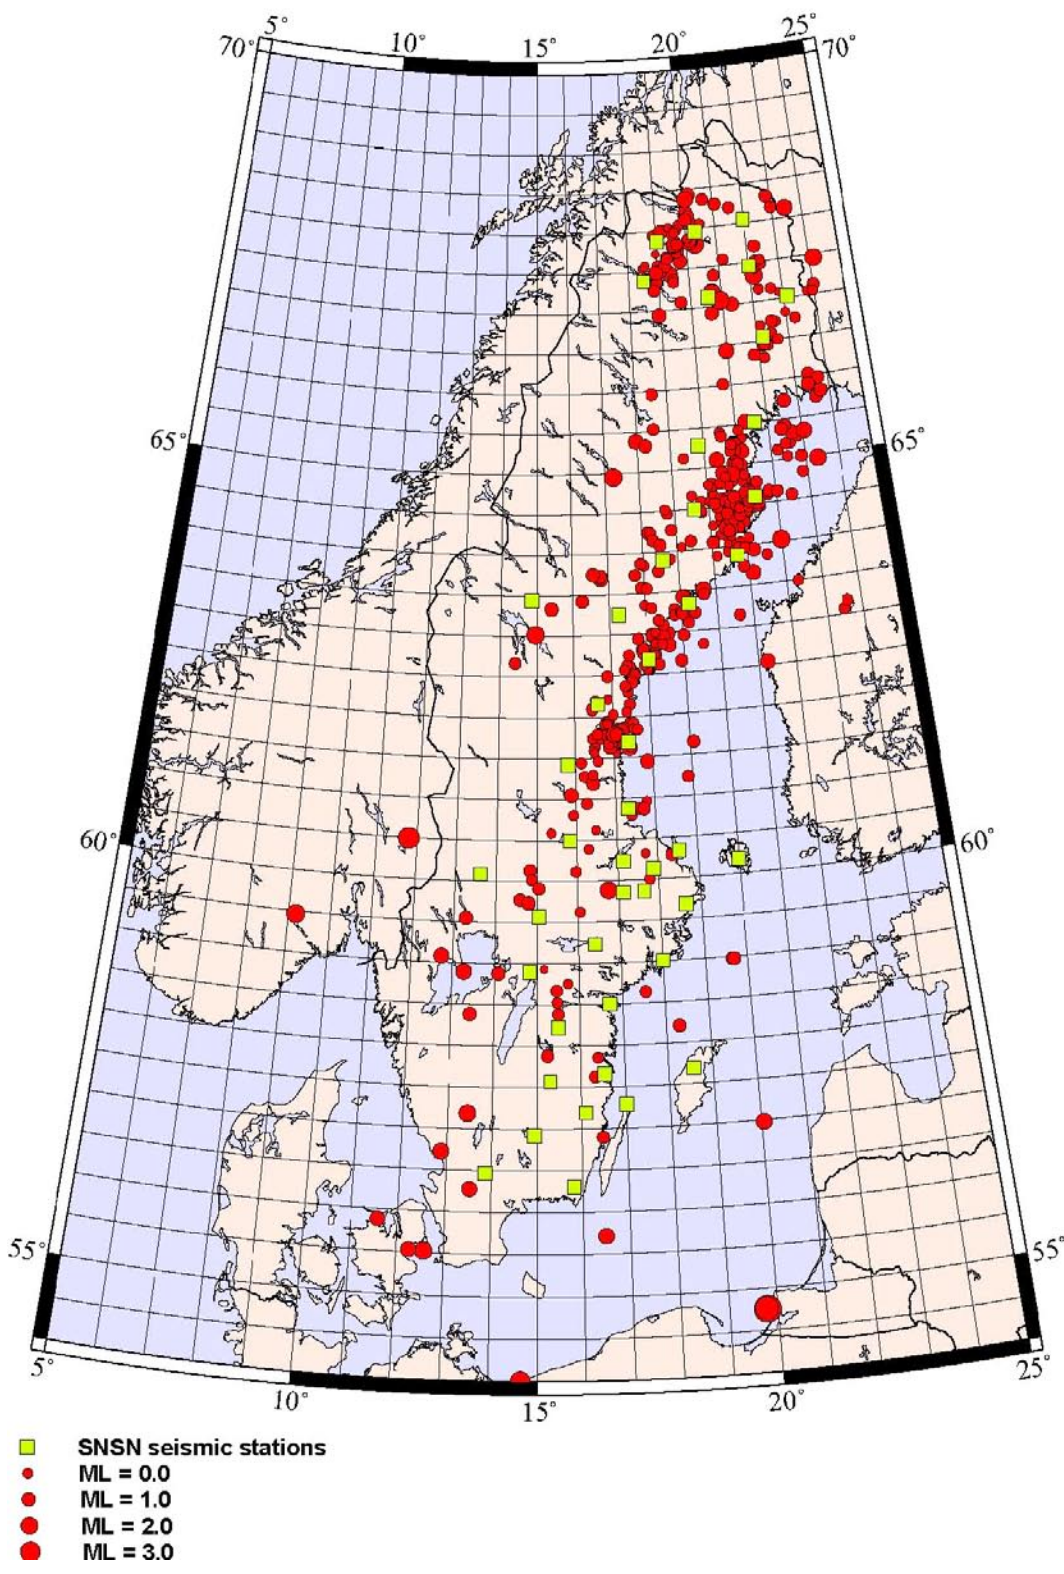 5° 10° 15° 20° 25°
70° 70°
65° 65°
60° 60°
55° 55°
5° 10° 15° 20° 25°
SNSN seismic stations
ML = 0.0
ML = 1.0
ML = 2.0
ML = 3.0